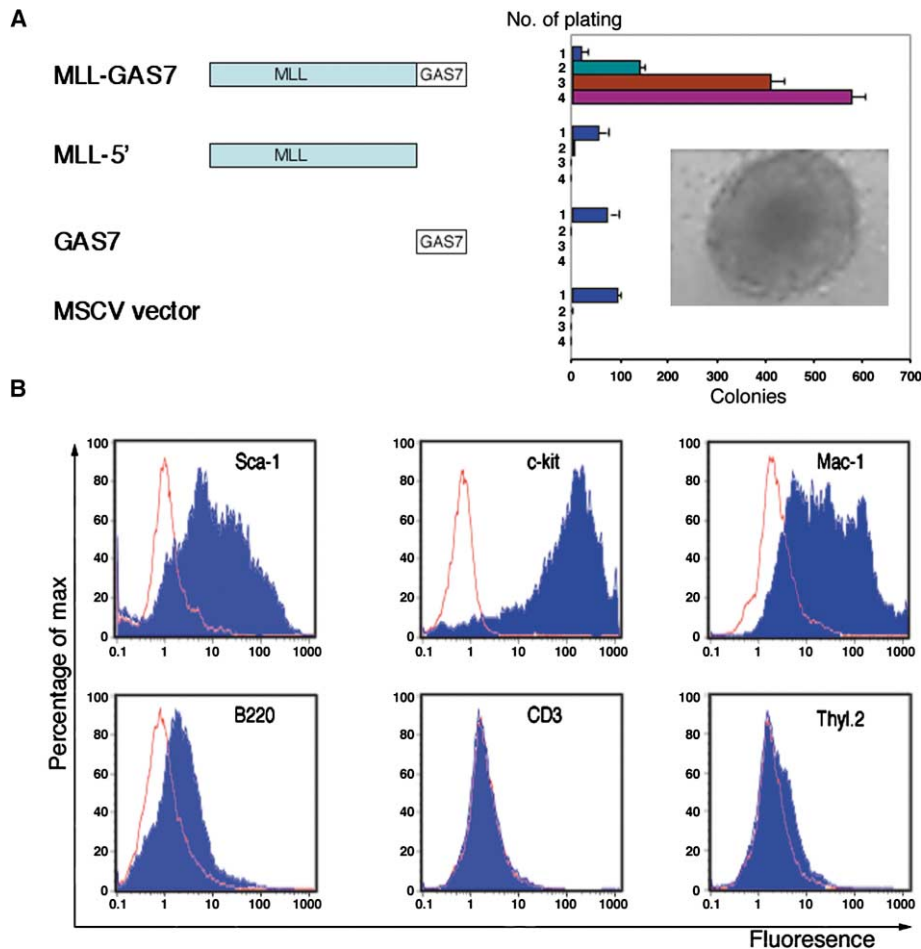 A
No. of plating
MLL-GAS7
MLL
GAS7
1
2
3
4
MLL-5'
MLL
1
2
3
4
GAS7
GAS7
1
2
3
4
MSCV vector
1
2
3
4
0 100 200 300 400 500 600 700
Colonies
B
Percentage of max
Sca-1
100
80
60
40
20
0
0.1 1 10 100 1000
c-kit
100
80
60
40
20
0
0.1 1 10 100 1000
Mac-1
100
80
60
40
20
0
0.1 1 10 100 1000
B220
100
80
60
40
20
0
0.1 1 10 100 1000
CD3
100
80
60
40
20
0
0.1 1 10 100 1000
Thyl.2
100
80
60
40
20
0
0.1 1 10 100 1000
Fluoresence